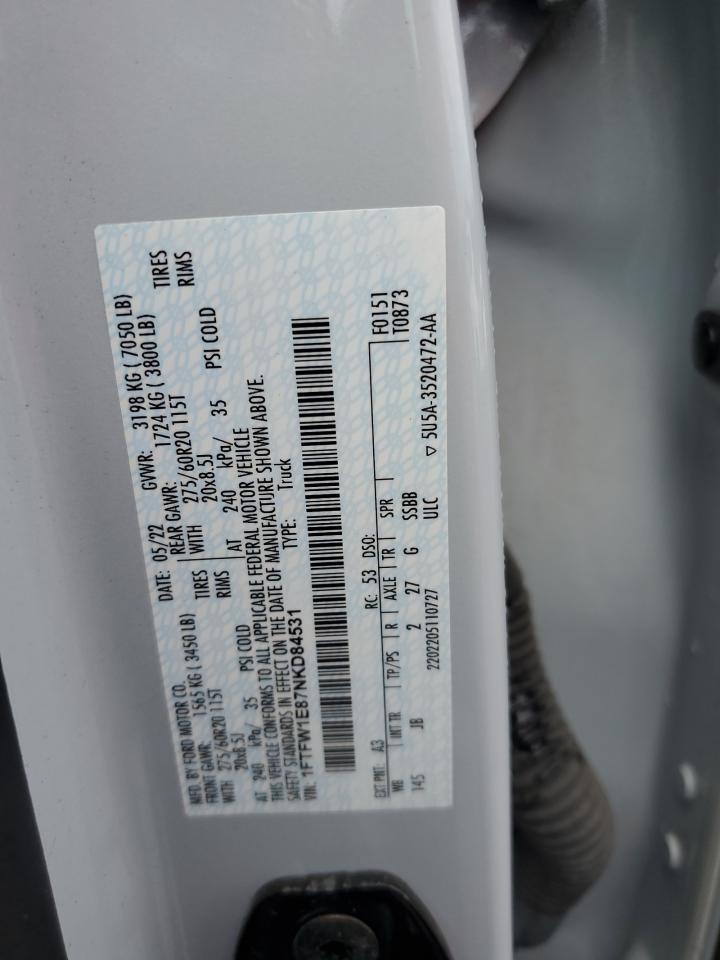 MFD. BY FORD MOTOR CO.
DATE: 05/22 GVWR: 3198 KG ( 7050 LB)
FRONT GAWR: 1565 KG ( 3450 LB) REAR GAWR: 1724 KG ( 3800 LB)
WITH 275/60R20 115T TIRES WITH 275/60R20 115T TIRES
20x8.5J RIMS 20x8.5J RIMS
AT 240 kPa/ 35 PSI COLD AT 240 kPa/ 35 PSI COLD
THIS VEHICLE CONFORMS TO ALL APPLICABLE FEDERAL MOTOR VEHICLE
SAFETY STANDARDS IN EFFECT ON THE DATE OF MANUFACTURE SHOWN ABOVE.
VIN: 1FTFW1E87NKD84531 TYPE: Truck
F0151
T0873
EXT PNT: A3 RC: 53 DSO:
WB INT TR TP/PS R AXLE TR SPR
145 JB 2 27 G SSBB
2202205110727 ULC ▽ 5U5A-3520472-AA